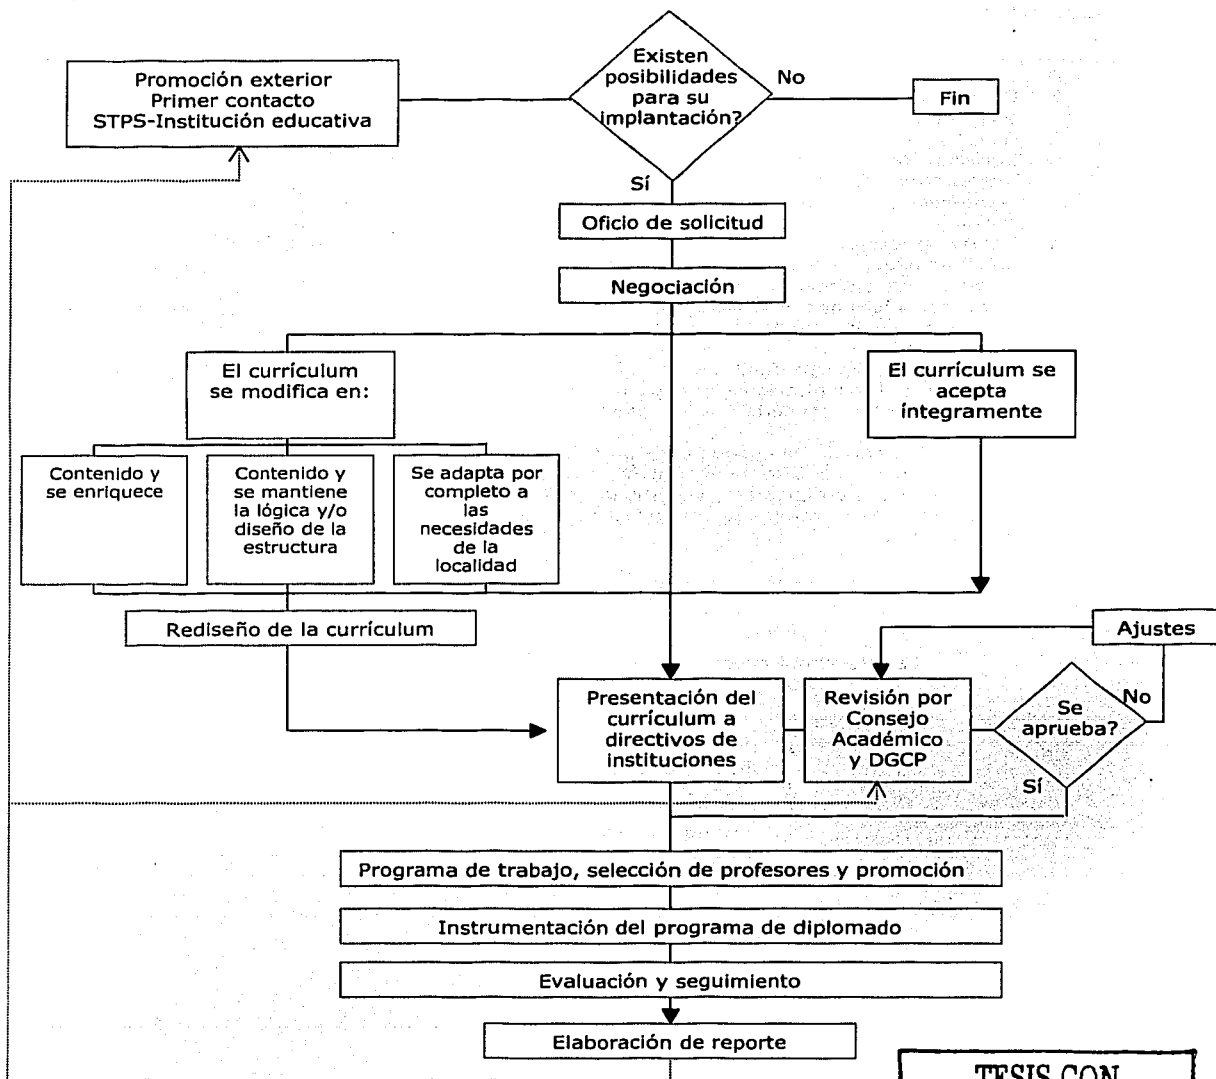 Existen
posibilidades
para su
implantación?
No
Fin
Promoción exterior
Primer contacto
STPS-Institución educativa
Sí
Oficio de solicitud
Negociación
El currículum
se modifica en:
El currículum se
acepta
íntegramente
Contenido y
se enriquece
Contenido y
se mantiene
la lógica y/o
diseño de la
estructura
Se adapta por
completo a
las
necesidades
de la
localidad
Rediseño de la currículum
Ajustes
Presentación del
currículum a
directivos de
instituciones
Revisión por
Consejo
Académico
y DGCP
Se
aprueba?
No
Sí
Programa de trabajo, selección de profesores y promoción
Instrumentación del programa de diplomado
Evaluación y seguimiento
Elaboración de reporte
TESIS CON